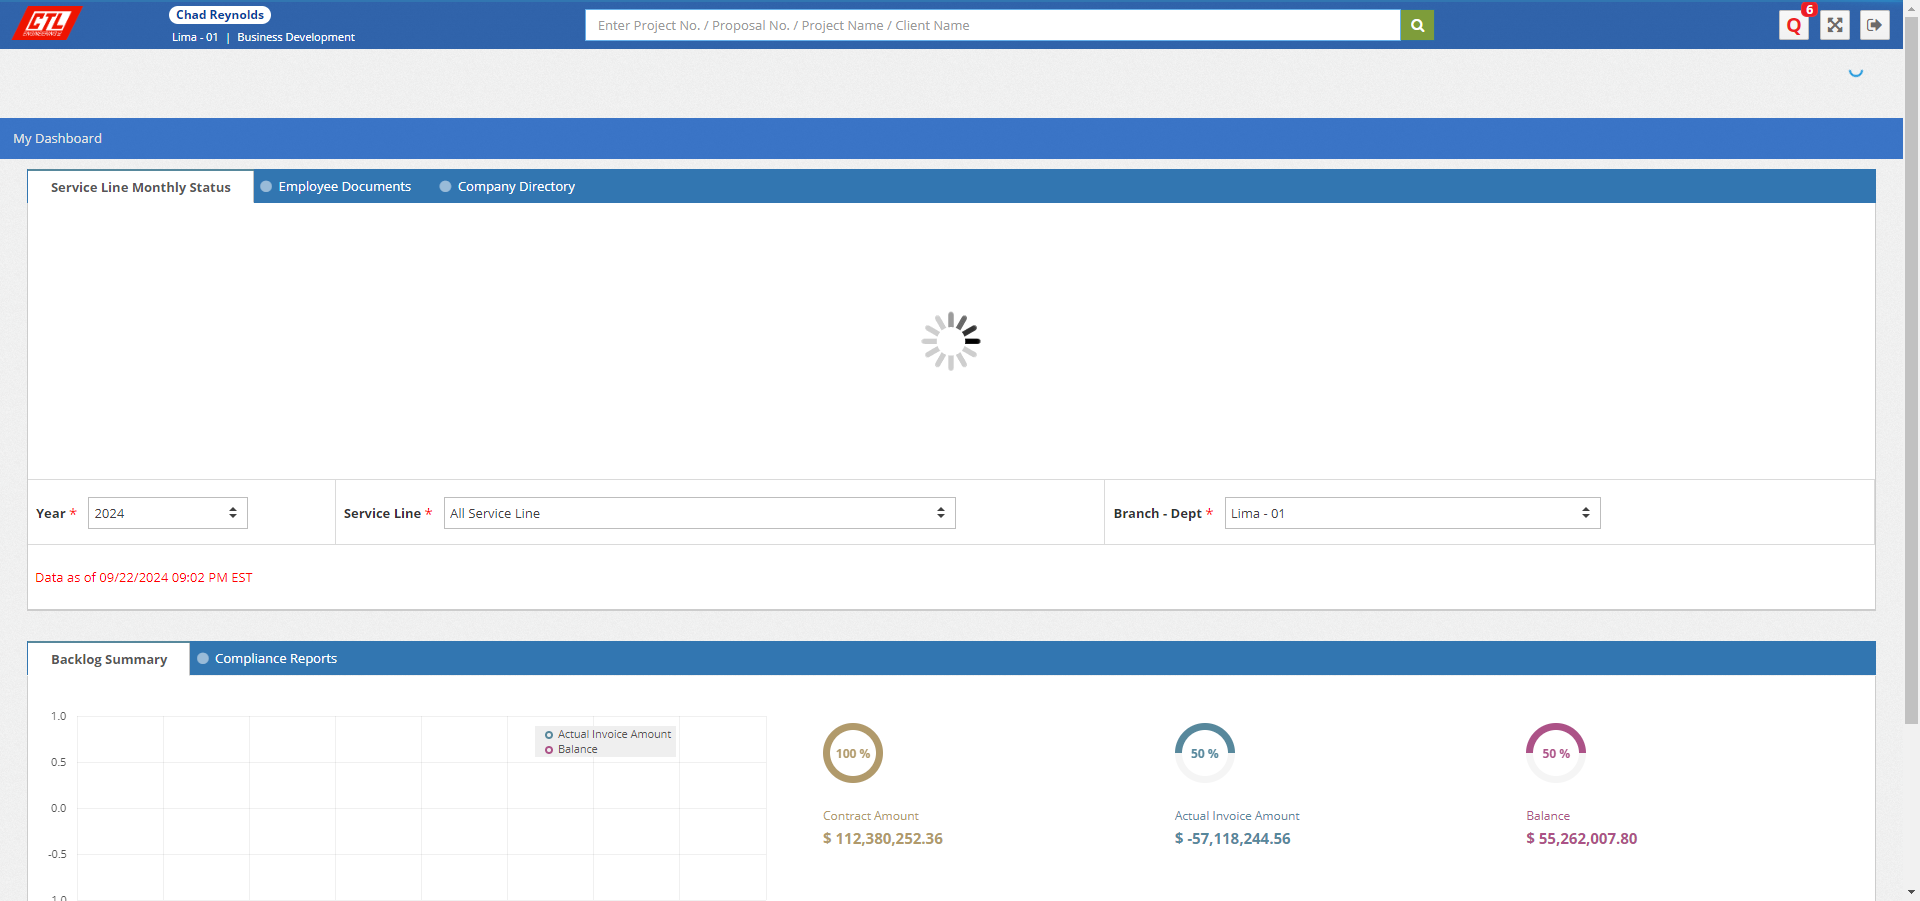 CTL
ENGINEERING
Chad Reynolds
Lima - 01 | Business Development
Enter Project No. / Proposal No. / Project Name / Client Name
Q
6
My Dashboard
Service Line Monthly Status
Employee Documents
Company Directory
Year * 2024
Service Line * All Service Line
Branch - Dept * Lima - 01
Data as of 09/22/2024 09:02 PM EST
Backlog Summary
Compliance Reports
1.0
0.5
0.0
-0.5
-1.0
Actual Invoice Amount
Balance
100 %
Contract Amount
$ 112,380,252.36
50 %
Actual Invoice Amount
$ -57,118,244.56
50 %
Balance
$ 55,262,007.80